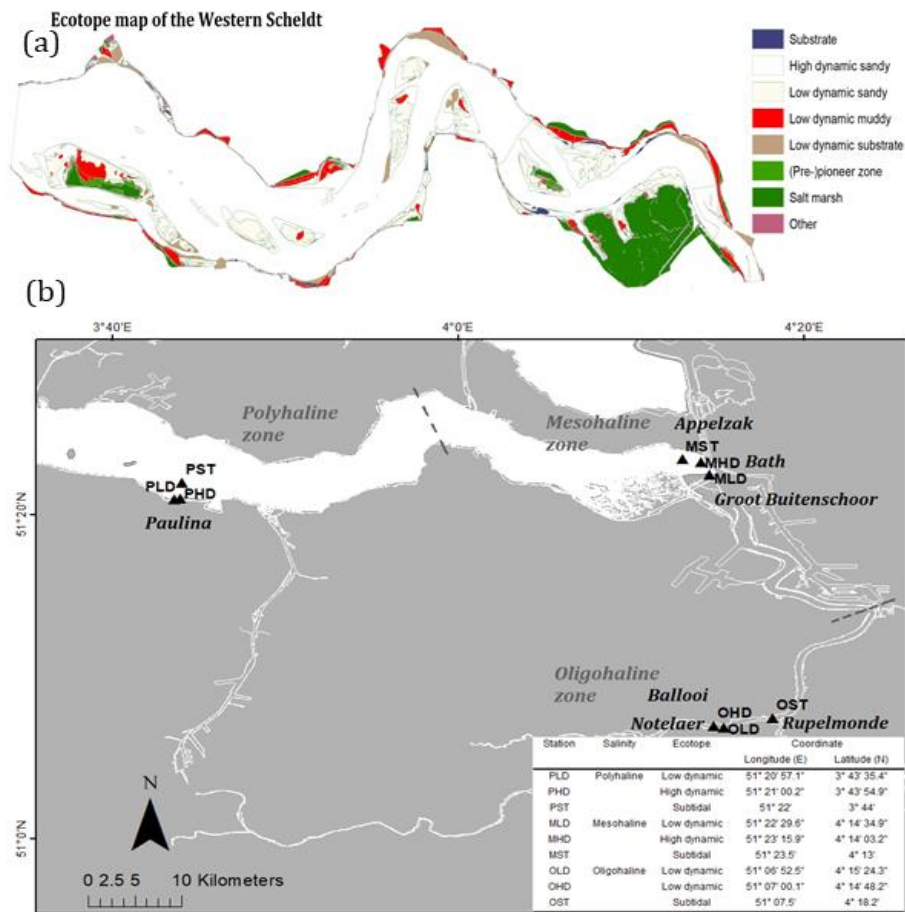 Ecotope map of the Western Scheldt
(a)
Substrate
High dynamic sandy
Low dynamic sandy
Low dynamic muddy
Low dynamic substrate
(Pre-)pioneer zone
Salt marsh
Other
(b)
3°40'E 4°0'E 4°20'E
Polyhaline
zone
Mesohaline
zone
Appelzak
MST
MHD Bath
MLD
Groot Buitenschoor
PST
PLD PHD
Paulina
51°20'N
Oligohaline
zone
Ballooi
OHD OST
Notelaer OLD Rupelmonde
51°0'N
N
0 2.5 5 10 Kilometers
Station Salinity Ecotope Coordinate
Longitude (E) Latitude (N)
PLD Polyhaline Low dynamic 51° 20' 57.1" 3° 43' 35.4"
PHD High dynamic 51° 21' 00.2" 3° 43' 54.9"
PST Subtidal 51° 22' 3° 44'
MLD Mesohaline Low dynamic 51° 22' 29.6" 4° 14' 34.9"
MHD High dynamic 51° 23' 15.9" 4° 14' 03.2"
MST Subtidal 51° 23.5' 4° 13'
OLD Oligohaline Low dynamic 51° 06' 52.5" 4° 15' 24.3"
OHD Low dynamic 51° 07' 00.1" 4° 14' 48.2"
OST Subtidal 51° 07.5' 4° 18.2'